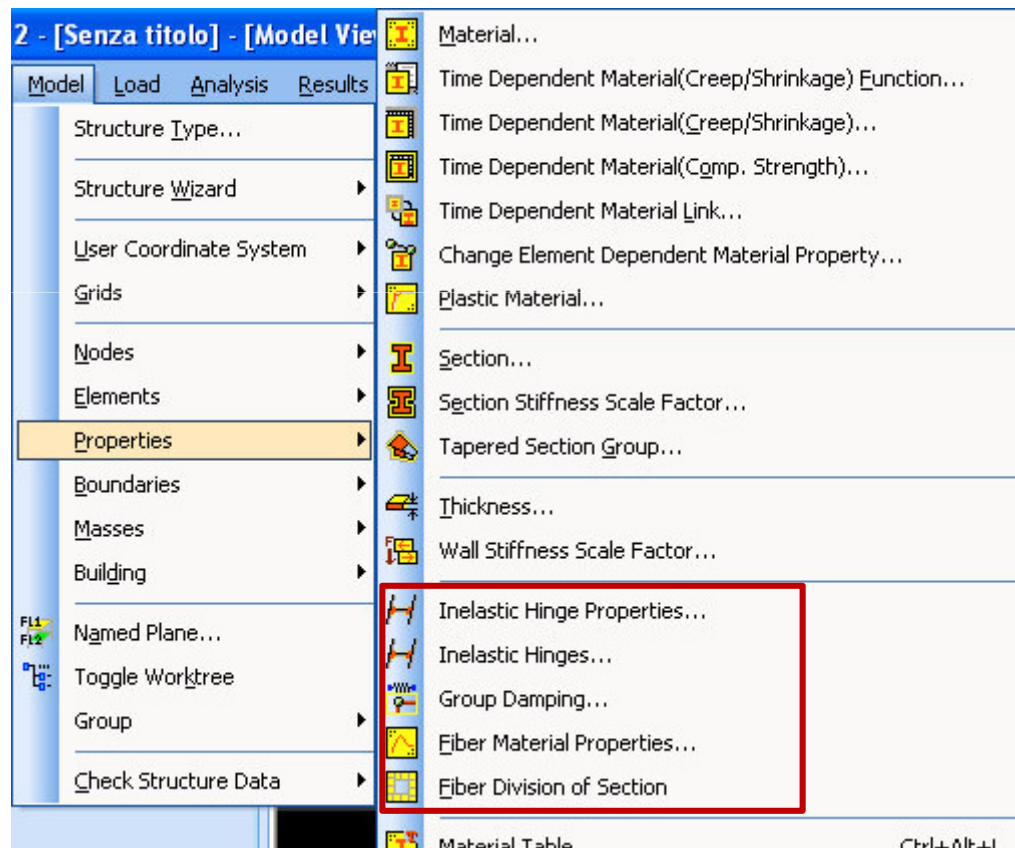 2 - [Senza titolo] - [Model Vie
Model Load Analysis Results
Structure Type...
Structure Wizard
User Coordinate System
Grids
Nodes
Elements
Properties
Boundaries
Masses
Building
FL1
FL2
Named Plane...
Toggle Worktree
Group
Check Structure Data
Material...
Time Dependent Material(Creep/Shrinkage) Function...
Time Dependent Material(Creep/Shrinkage)...
Time Dependent Material(Comp. Strength)...
Time Dependent Material Link...
Change Element Dependent Material Property...
Plastic Material...
Section...
Section Stiffness Scale Factor...
Tapered Section Group...
Thickness...
Wall Stiffness Scale Factor...
Inelastic Hinge Properties...
Inelastic Hinges...
Group Damping...
Fiber Material Properties...
Fiber Division of Section
Material Table